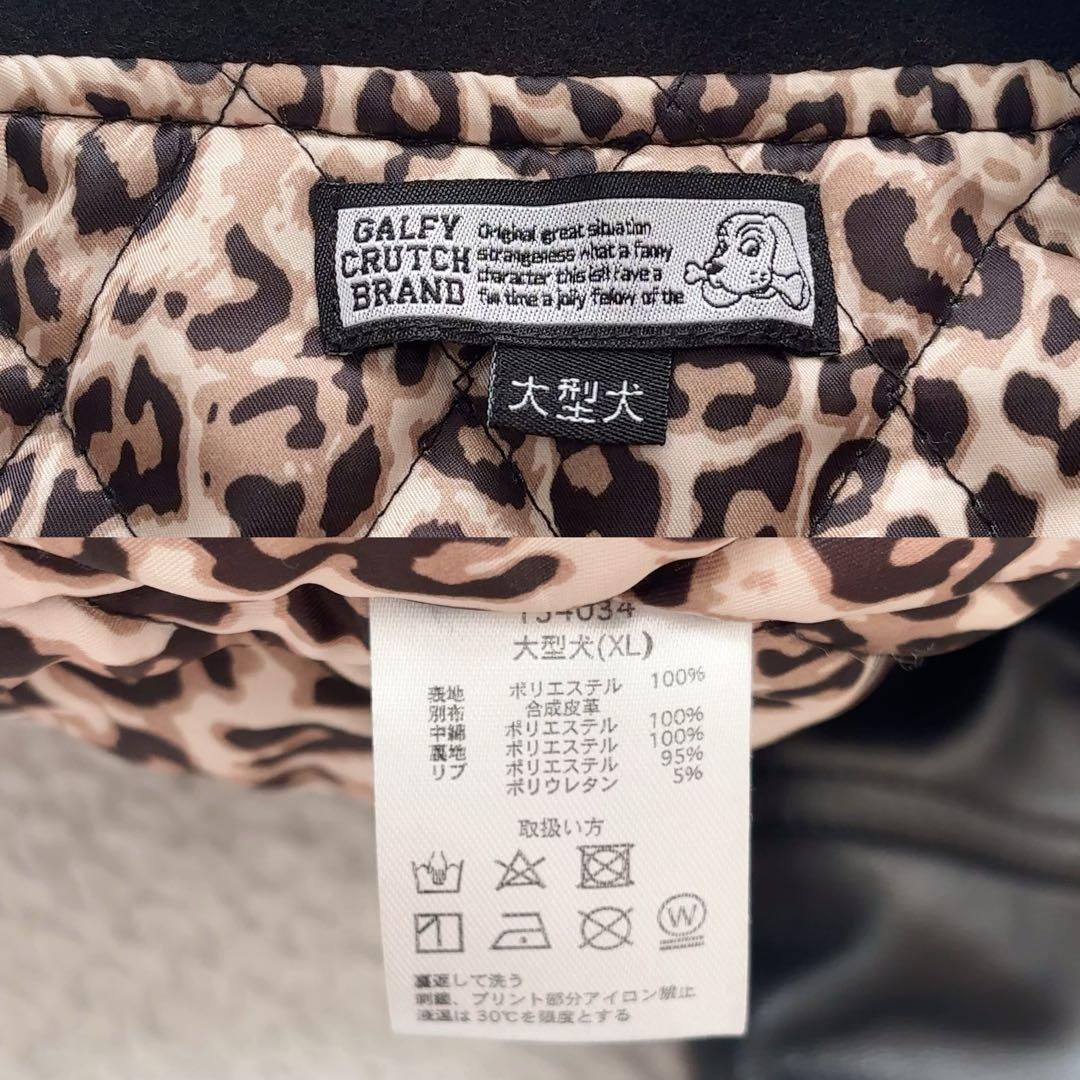 GALFY
CRUTCH
BRAND
Original great situation
strangeness what a fanny
character this isll have a
fin time a jolly felow of the
大型犬
134034
大型犬(XL)
表地 ポリエステル 100%
別布 合成皮革
中綿 ポリエステル 100%
裏地 ポリエステル 100%
リブ ポリエステル 95%
ポリウレタン 5%
取扱い方
W
裏返して洗う
刺繍、プリント部分アイロン禁止
液温は30℃を限度とする